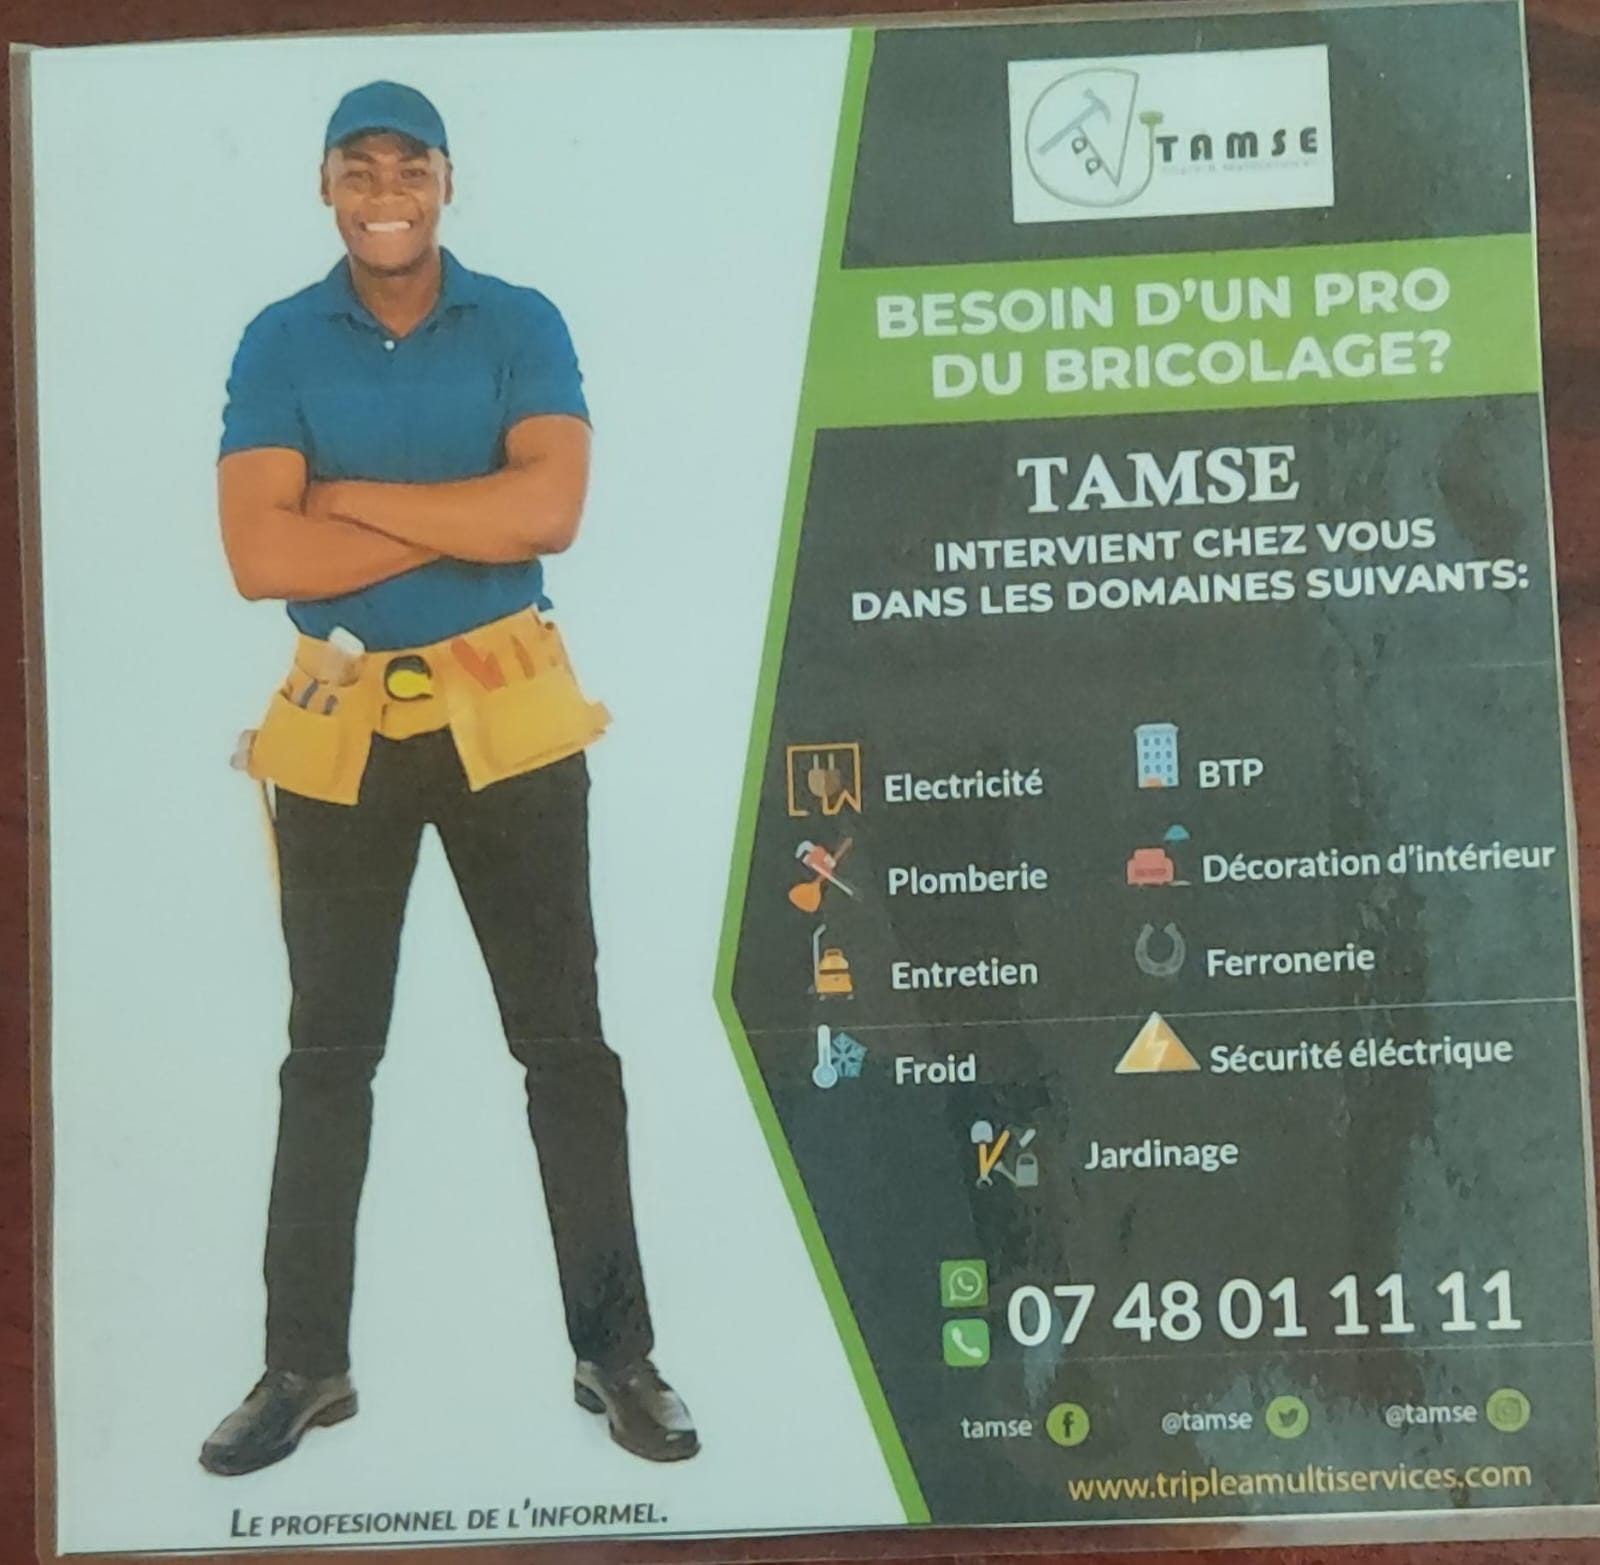 TAMSE
BESOIN D'UN PRO
DU BRICOLAGE?
TAMSE
INTERVIENT CHEZ VOUS
DANS LES DOMAINES SUIVANTS:
Electricité
BTP
Plomberie
Décoration d'intérieur
Entretien
Ferronerie
Froid
Sécurité éléctrique
Jardinage
07 48 01 11 11
tamse
@tamse
@tamse
www.tripleamultiservices.com
LE PROFESIONNEL DE L'INFORMEL.